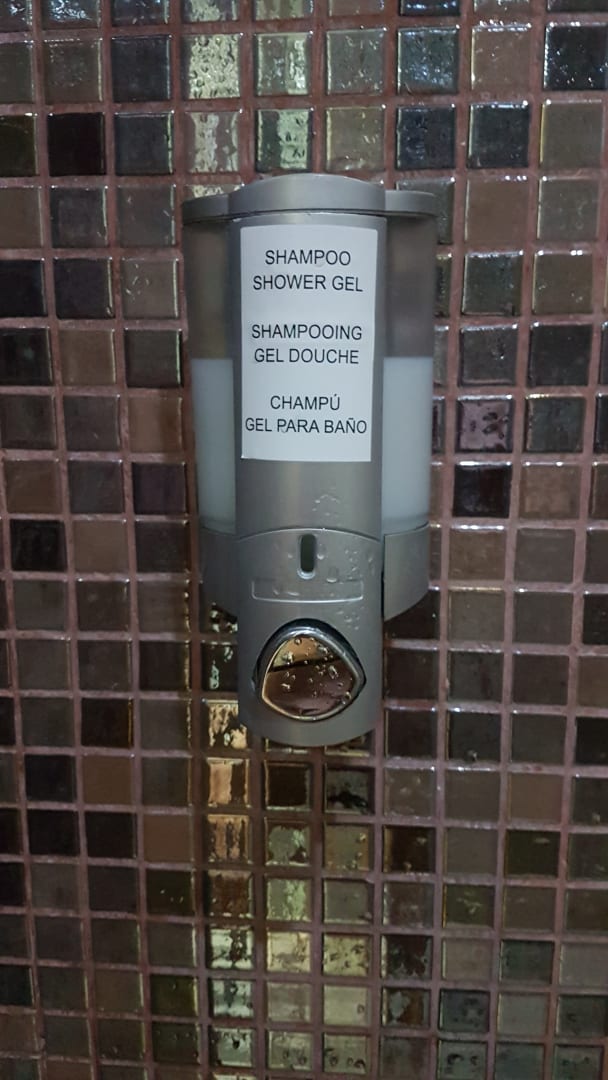 SHAMPOO
SHOWER GEL
SHAMPOOING
GEL DOUCHE
CHAMPÚ
GEL PARA BAÑO